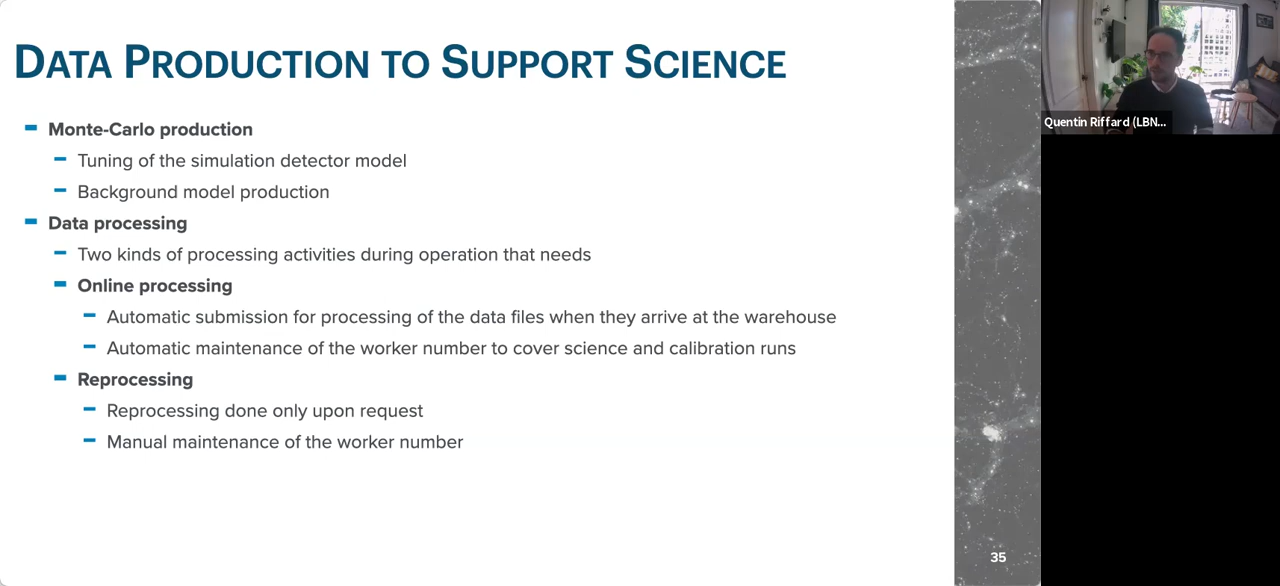 DATA PRODUCTION TO SUPPORT SCIENCE
Monte-Carlo production
Tuning of the simulation detector model
Background model production
Data processing
Two kinds of processing activities during operation that needs
Online processing
Automatic submission for processing of the data files when they arrive at the warehouse
Automatic maintenance of the worker number to cover science and calibration runs
Reprocessing
Reprocessing done only upon request
Manual maintenance of the worker number
35
Quentin Riffard (LBN...